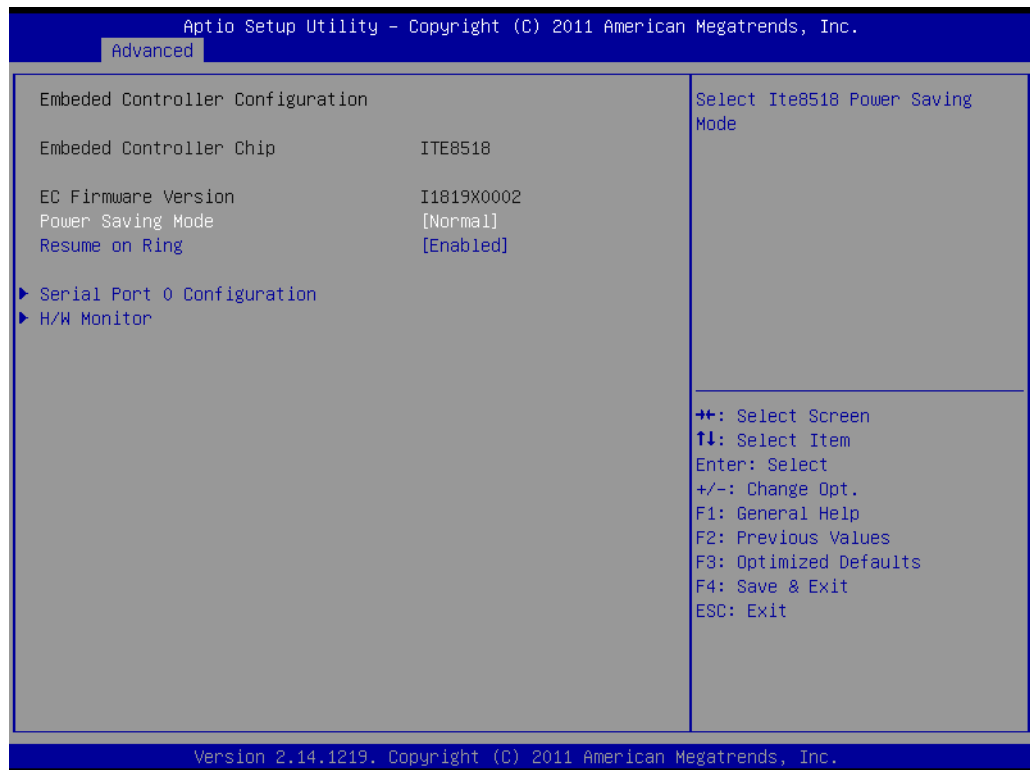 Aptio Setup Utility – Copyright (C) 2011 American Megatrends, Inc.
Advanced
Embeded Controller Configuration
Embeded Controller Chip ITE8518
EC Firmware Version I1819X0002
Power Saving Mode [Normal]
Resume on Ring [Enabled]
▶ Serial Port 0 Configuration
▶ H/W Monitor
Select Ite8518 Power Saving
Mode
→←: Select Screen
↑↓: Select Item
Enter: Select
+/-: Change Opt.
F1: General Help
F2: Previous Values
F3: Optimized Defaults
F4: Save & Exit
ESC: Exit
Version 2.14.1219. Copyright (C) 2011 American Megatrends, Inc.